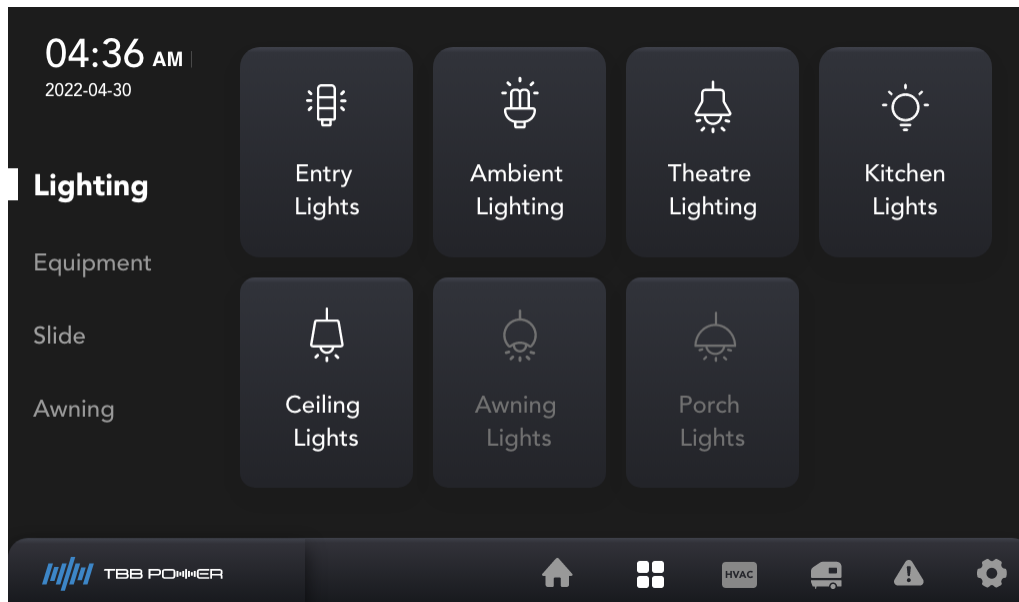 04:36 AM
2022-04-30
Lighting
Equipment
Slide
Awning
Entry
Lights
Ambient
Lighting
Theatre
Lighting
Kitchen
Lights
Ceiling
Lights
Awning
Lights
Porch
Lights
TBB POWER
HVAC